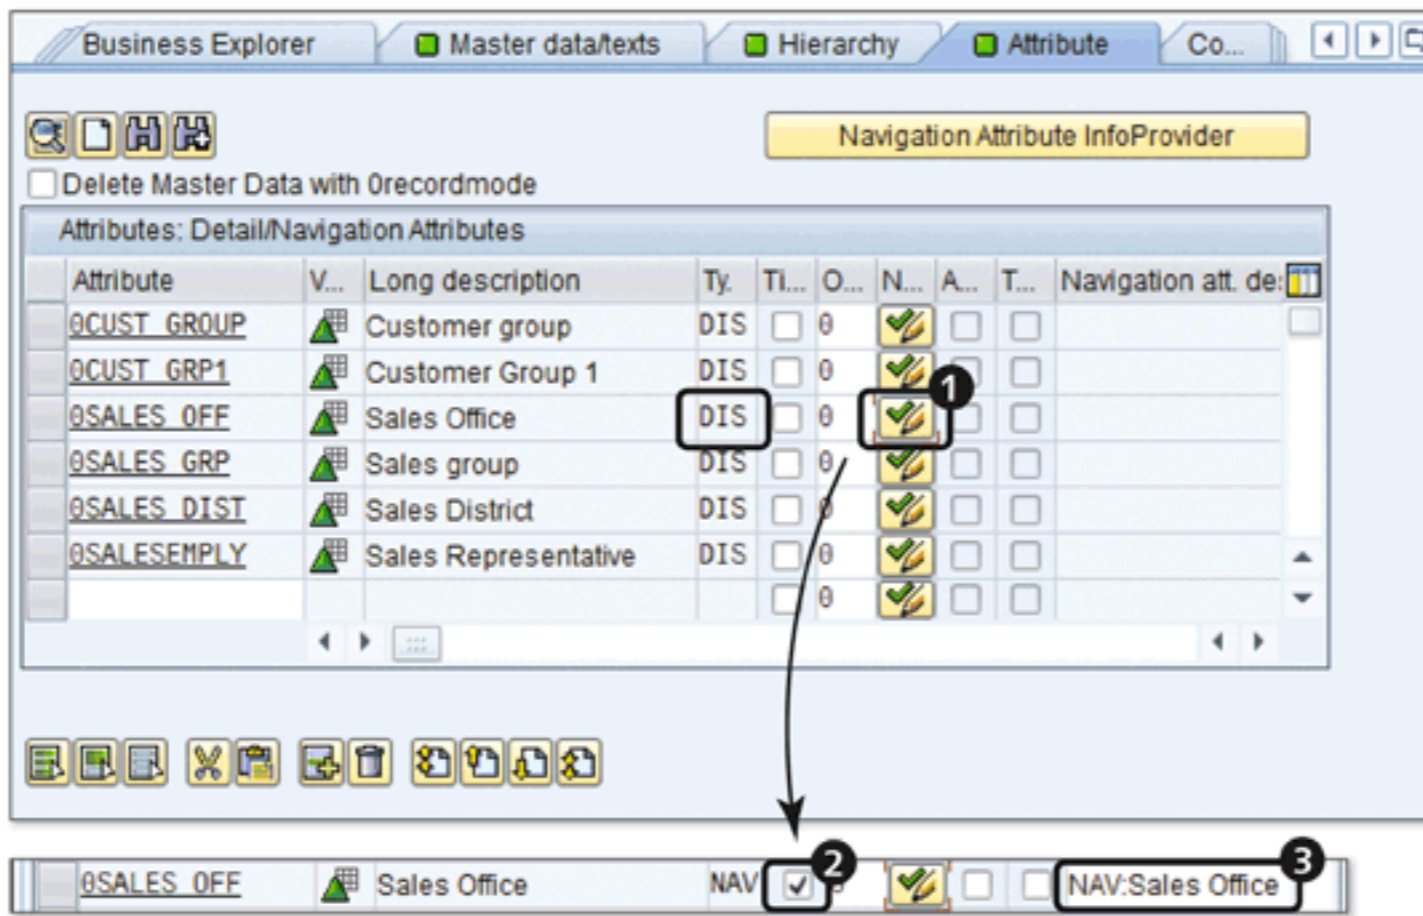 Business Explorer Master data/texts Hierarchy Attribute Co...
Navigation Attribute InfoProvider
Delete Master Data with 0recordmode
Attributes: Detail/Navigation Attributes
Attribute V... Long description Ty. Ti... O... N... A... T... Navigation att. de:
0CUST_GROUP Customer group DIS 0
0CUST_GRP1 Customer Group 1 DIS 0
1
0SALES_OFF Sales Office DIS 0
0SALES_GRP Sales group DIS 0
0SALES_DIST Sales District DIS 0
0SALESEMPLY Sales Representative DIS 0
0
2 3
0SALES_OFF Sales Office NAV NAV:Sales Office